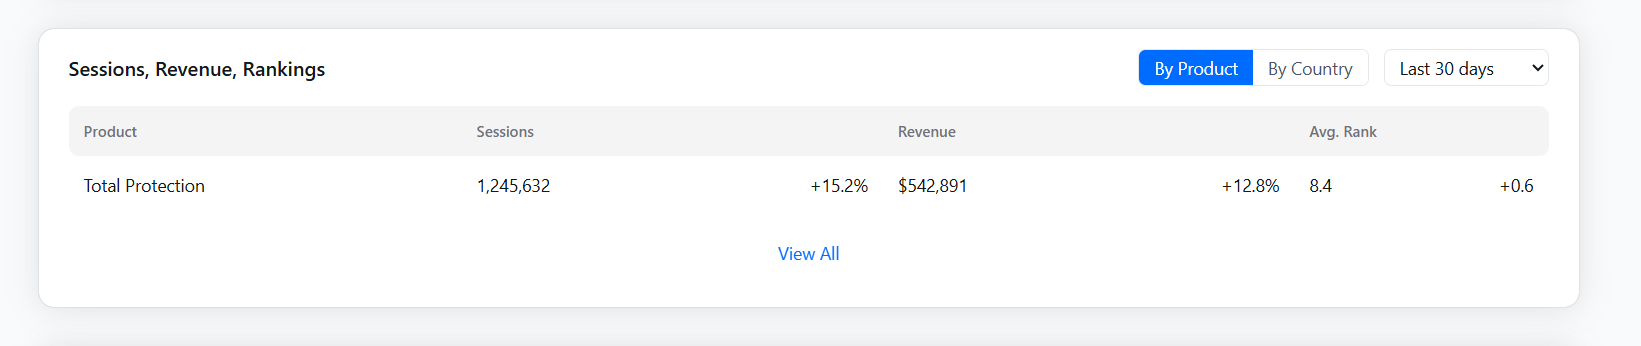 Sessions, Revenue, Rankings
By Product By Country Last 30 days
Product Sessions Revenue Avg. Rank
Total Protection 1,245,632 +15.2% $542,891 +12.8% 8.4 +0.6
View All